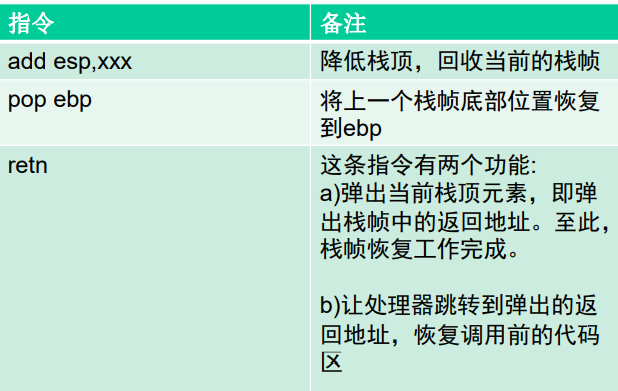 指令 备注
add esp,xxx 降低栈顶，回收当前的栈帧
pop ebp 将上一个栈帧底部位置恢复
到ebp
retn 这条指令有两个功能:
a)弹出当前栈顶元素，即弹
出栈帧中的返回地址。至此，
栈帧恢复工作完成。
b)让处理器跳转到弹出的返
回地址，恢复调用前的代码
区